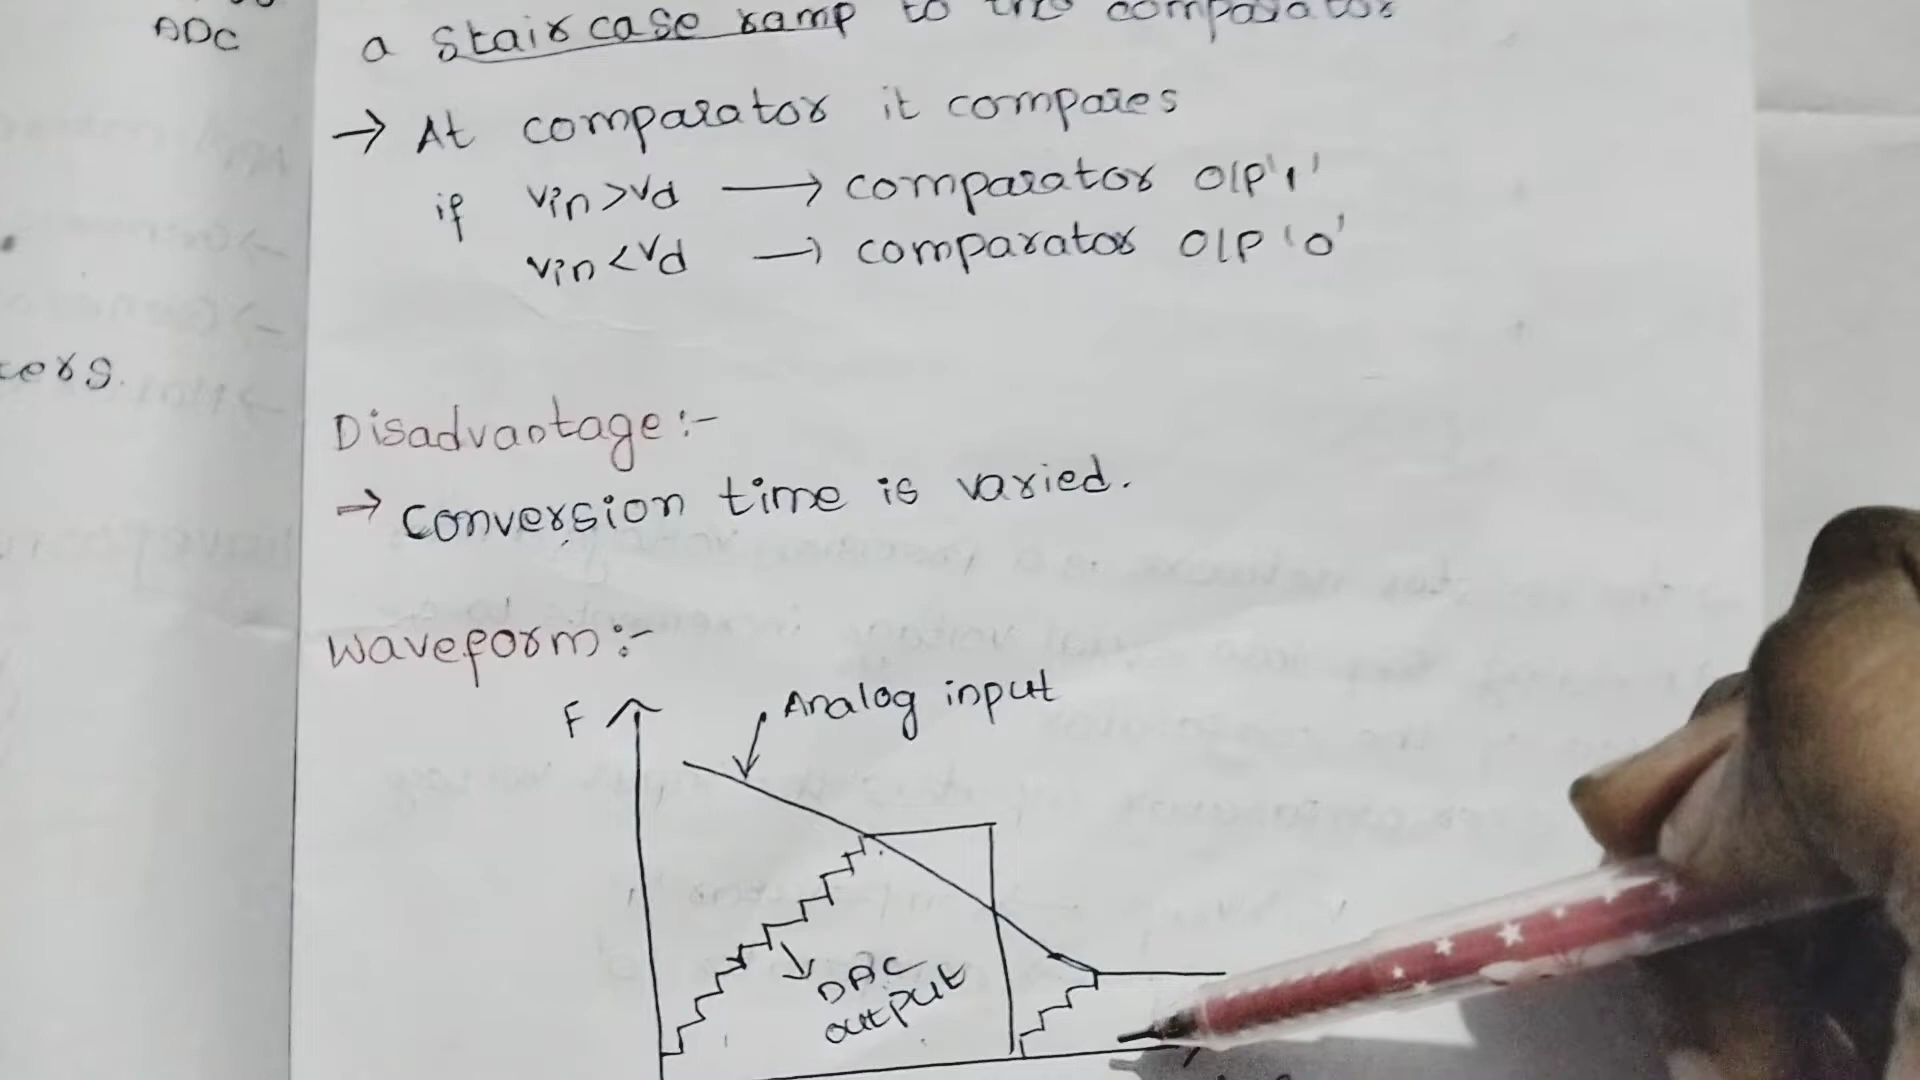 ADC
a staircase ramp to the comparator
→ At comparator it compares
if vin>vd → comparator O/P '1'
vin<vd → comparator O/P '0'
Disadvantage:-
→ Conversion time is varied.
Waveform:-
F
Analog input
DAC
output